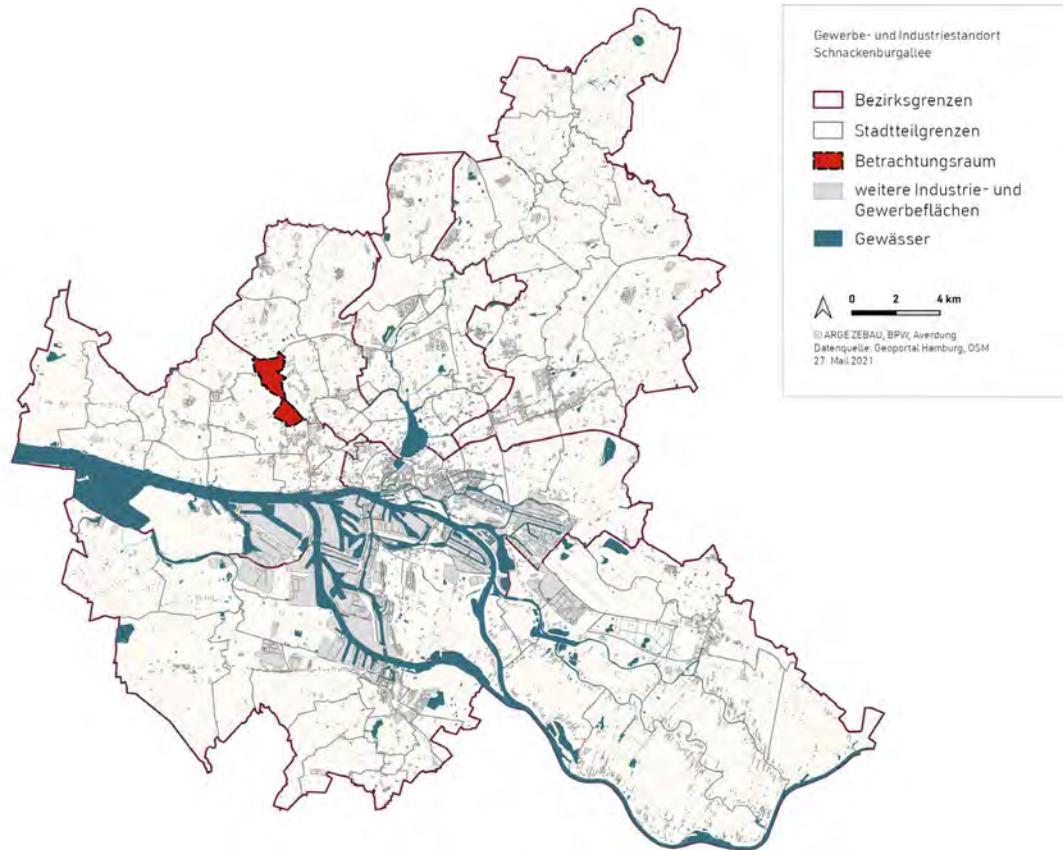 Gewerbe- und Industriestandort
Schnackenburgallee
Bezirksgrenzen
Stadtteilgrenzen
Betrachtungsraum
weitere Industrie- und
Gewerbeflächen
Gewässer
0 2 4 km
© ARGE ZEBAU, BPW, Averdung
Datenquelle: Geoportal Hamburg, OSM
27. Mail 2021